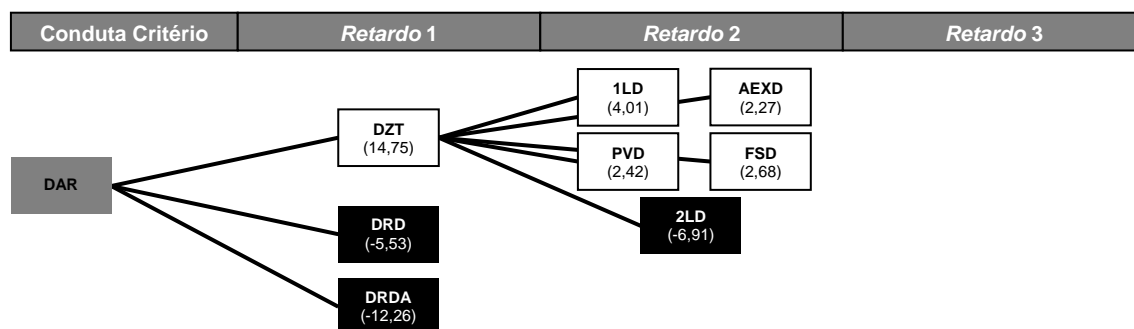 Conduta Critério
Retardo 1
Retardo 2
Retardo 3
DAR
DZT
(14,75)
DRD
(-5,53)
DRDA
(-12,26)
1LD
(4,01)
AEXD
(2,27)
PVD
(2,42)
FSD
(2,68)
2LD
(-6,91)